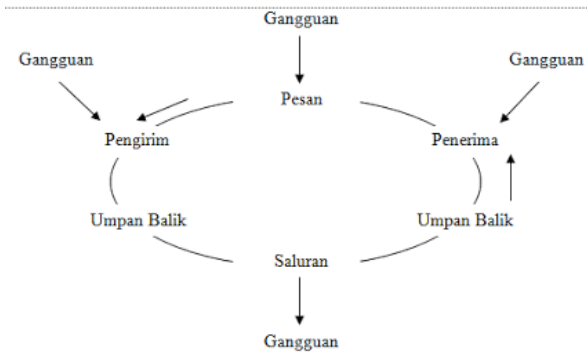 Gangguan
Gangguan
Gangguan
Pesan
Pengirim
Penerima
Umpan Balik
Umpan Balik
Saluran
Gangguan